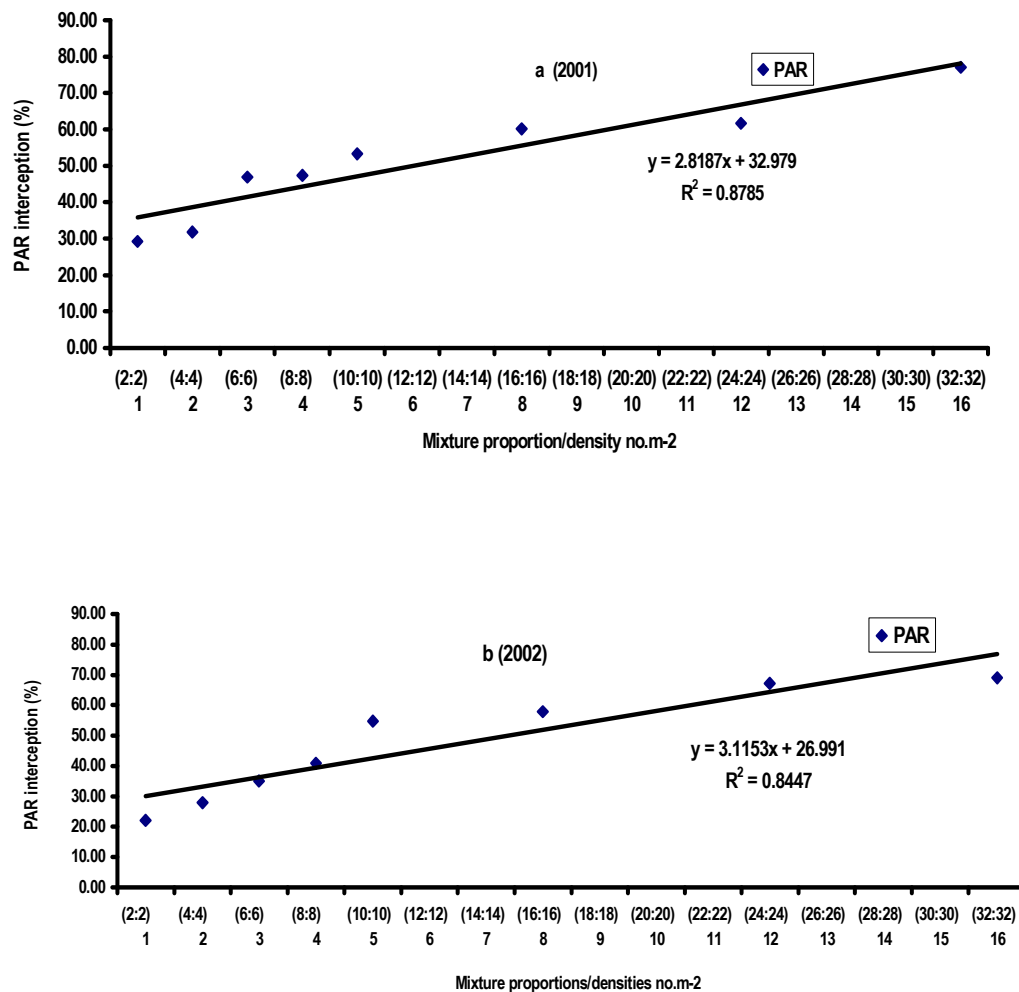 90.00
80.00
70.00
60.00
50.00
40.00
30.00
20.00
10.00
0.00
PAR interception (%)
a (2001)
PAR
y = 2.8187x + 32.979
R² = 0.8785
(2:2) (4:4) (6:6) (8:8) (10:10) (12:12) (14:14) (16:16) (18:18) (20:20) (22:22) (24:24) (26:26) (28:28) (30:30) (32:32)
1 2 3 4 5 6 7 8 9 10 11 12 13 14 15 16
Mixture proportion/density no.m-2
90.00
80.00
70.00
60.00
50.00
40.00
30.00
20.00
10.00
0.00
PAR interception (%)
b (2002)
PAR
y = 3.1153x + 26.991
R² = 0.8447
(2:2) (4:4) (6:6) (8:8) (10:10) (12:12) (14:14) (16:16) (18:18) (20:20) (22:22) (24:24) (26:26) (28:28) (30:30) (32:32)
1 2 3 4 5 6 7 8 9 10 11 12 13 14 15 16
Mixture proportions/densities no.m-2